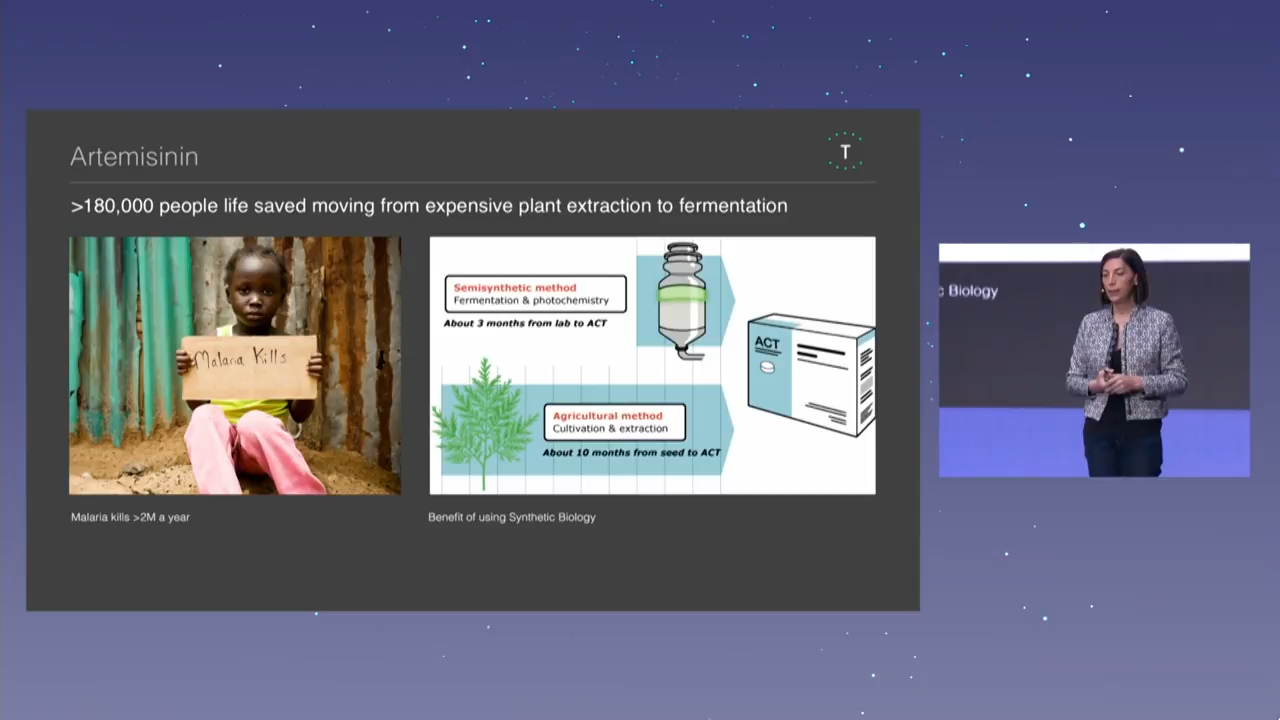 Artemisinin
T
>180,000 people life saved moving from expensive plant extraction to fermentation
Malaria Kills
Semisynthetic method
Fermentation & photochemistry
About 3 months from lab to ACT
ACT
Agricultural method
Cultivation & extraction
About 10 months from seed to ACT
Malaria kills >2M a year
Benefit of using Synthetic Biology
c Biology